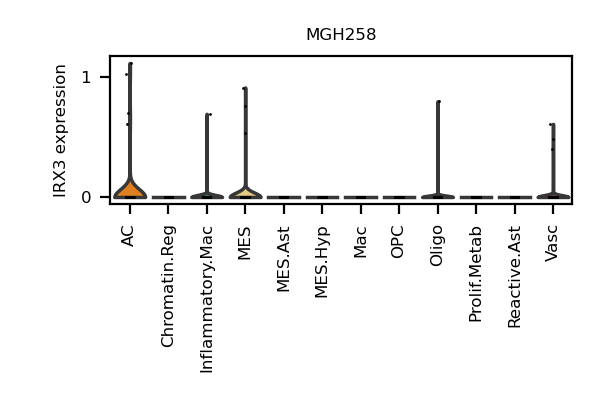 MGH258
IRX3 expression
1
0
AC
Chromatin.Reg
Inflammatory.Mac
MES
MES.Ast
MES.Hyp
Mac
OPC
Oligo
Prolif.Metab
Reactive.Ast
Vasc